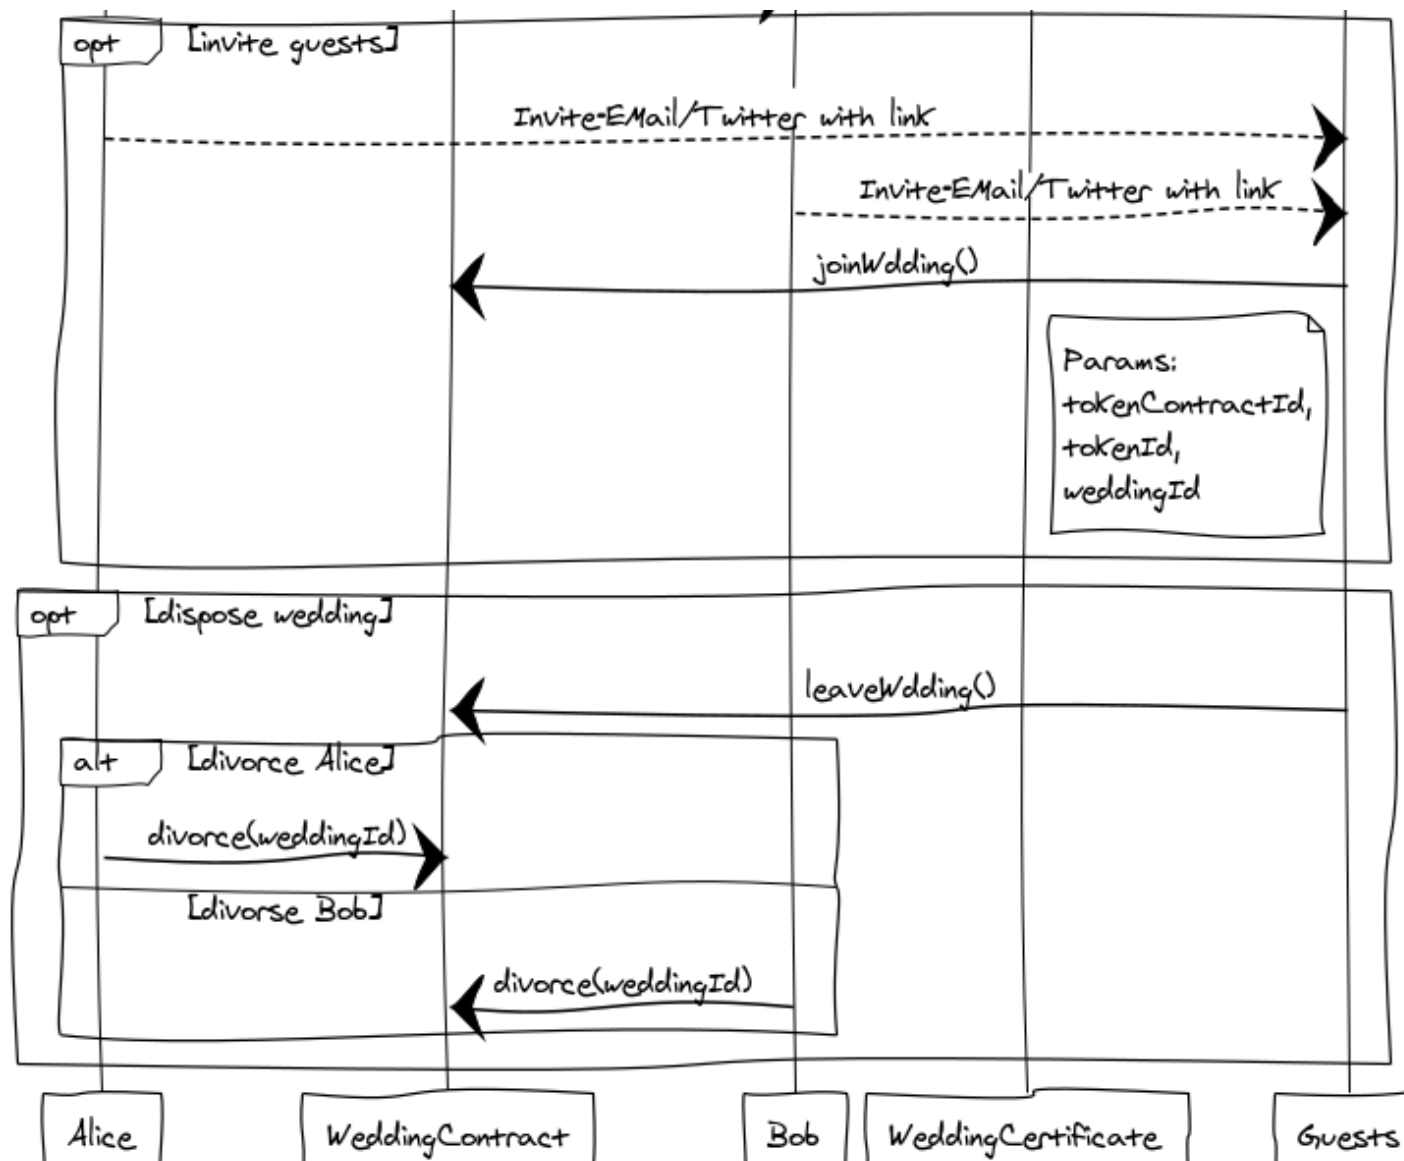 opt [invite guests]
Invite-EMail/Twitter with link
Invite-EMail/Twitter with link
joinWdding()
Params:
tokenContractId,
tokenId,
weddingId
opt [dispose wedding]
leaveWdding()
alt [divorce Alice]
divorce(weddingId)
[divorse Bob]
divorce(weddingId)
Alice WeddingContract Bob WeddingCertificate Guests